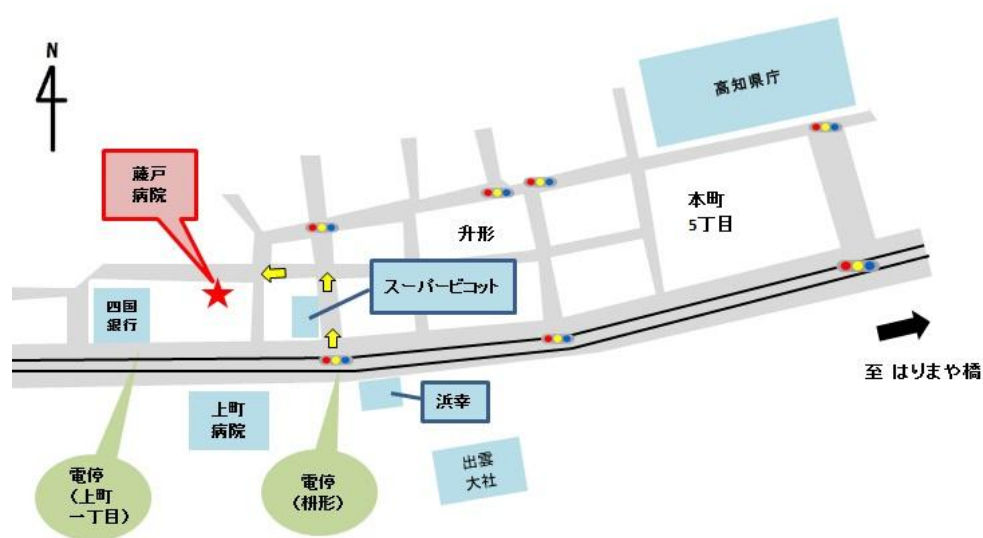 N
高知県庁
藤戸
病院
本町
5丁目
升形
スーパービコット
四国
銀行
至 はりまや橋
浜幸
上町
病院
出雲
大社
電停
（上町
一丁目）
電停
（枡形）